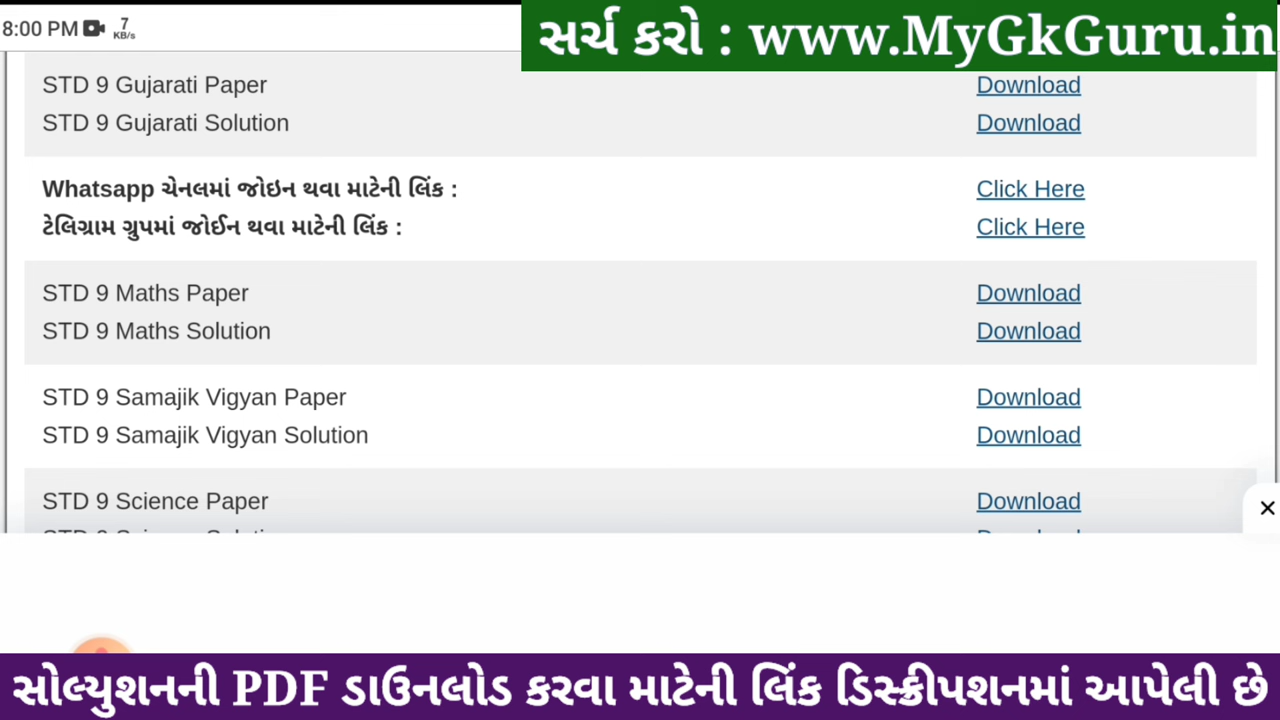 8:00 PM 7 KB/s
સર્ચ કરો : www.MyGkGuru.in
STD 9 Gujarati Paper Download
STD 9 Gujarati Solution Download
Whatsapp ચેનલમાં જોઇન થવા માટેની લિંક : Click Here
ટેલિગ્રામ ગ્રુપમાં જોઈન થવા માટેની લિંક : Click Here
STD 9 Maths Paper Download
STD 9 Maths Solution Download
STD 9 Samajik Vigyan Paper Download
STD 9 Samajik Vigyan Solution Download
STD 9 Science Paper Download
સોલ્યુશનની PDF ડાઉનલોડ કરવા માટેની લિંક ડિસ્ક્રીપશનમાં આપેલી છે